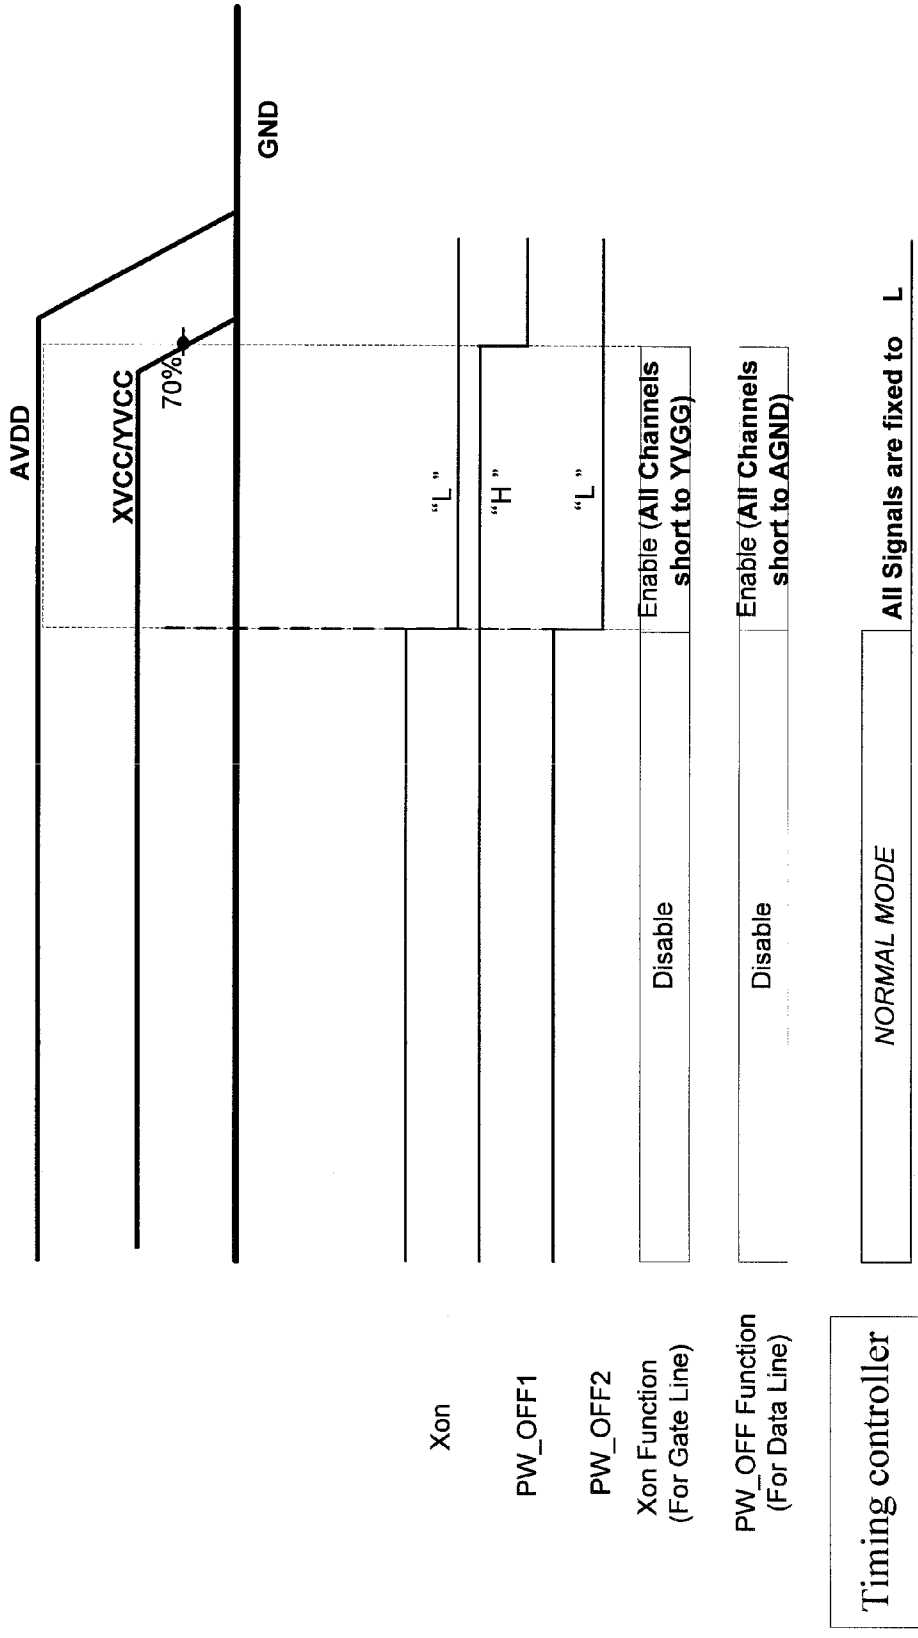 AVDD
XVCC/YVCC
70%
GND
Xon
“L ”
PW_OFF1
“H ”
PW_OFF2
“L ”
Xon Function
(For Gate Line)
Disable
Enable (All Channels
short to YVGG)
PW_OFF Function
(For Data Line)
Disable
Enable (All Channels
short to AGND)
Timing controller
NORMAL MODE
All Signals are fixed to L